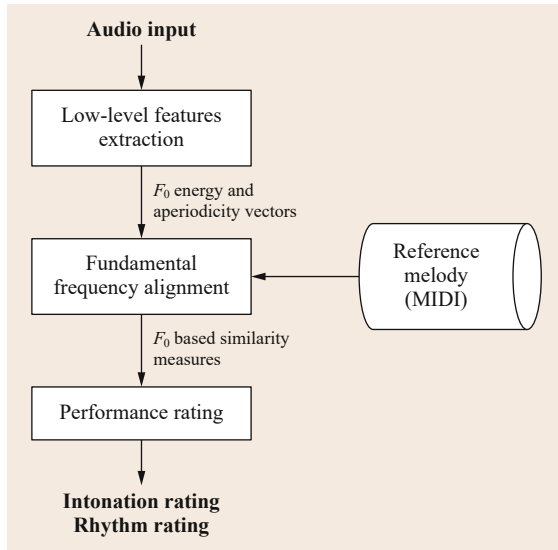 Audio input
Low-level features
extraction
F0 energy and
aperiodicity vectors
Fundamental
frequency alignment
Reference
melody
(MIDI)
F0 based similarity
measures
Performance rating
Intonation rating
Rhythm rating